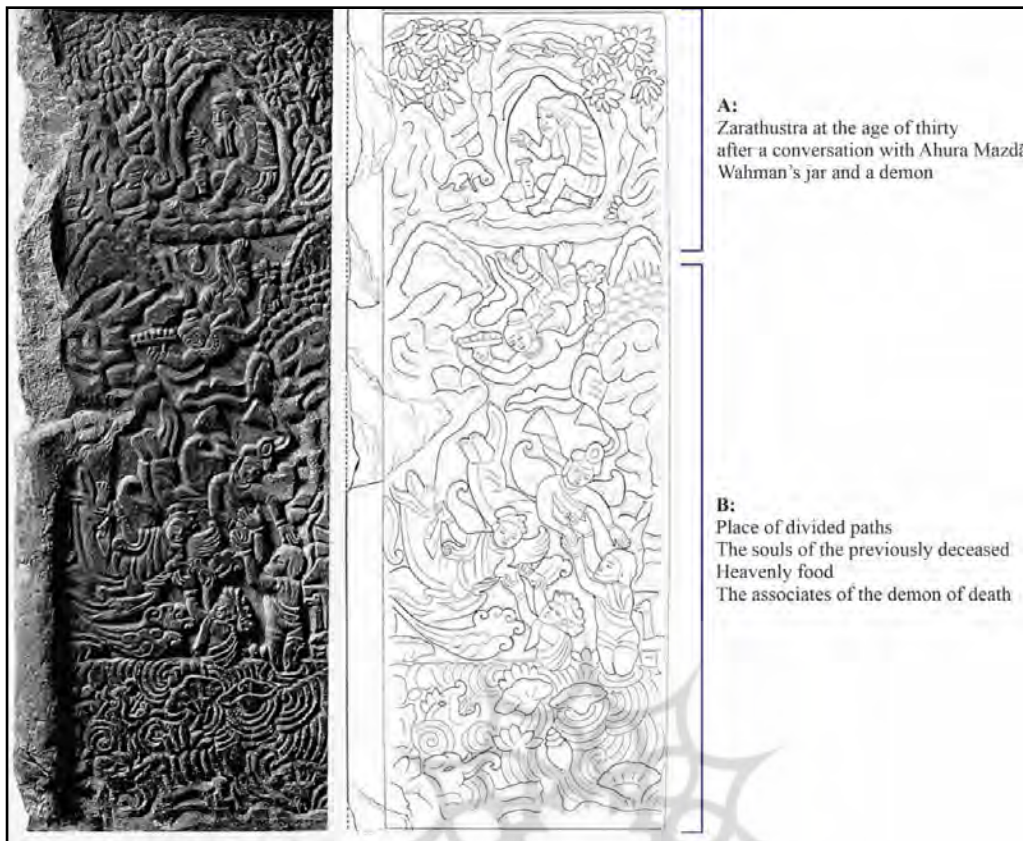 A:
Zarathustra at the age of thirty
after a conversation with Ahura Mazdā
Wahman's jar and a demon
B:
Place of divided paths
The souls of the previously deceased
Heavenly food
The associates of the demon of death